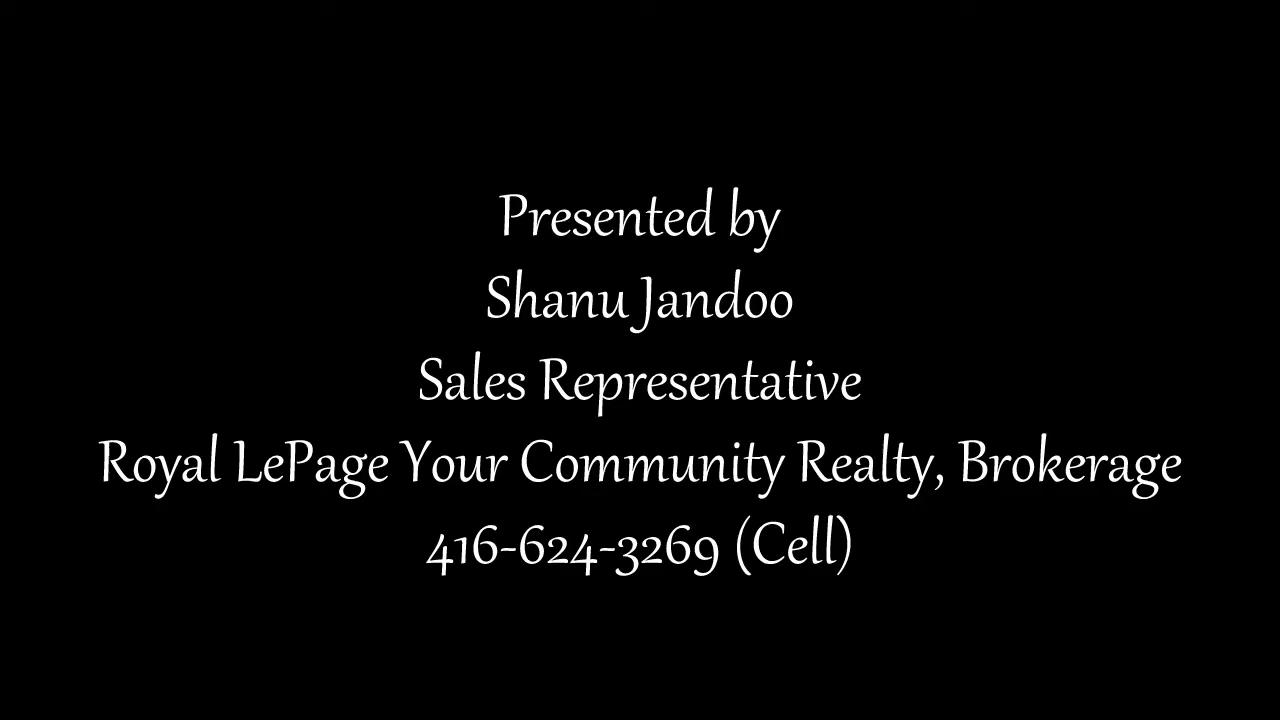 Presented by
Shanu Jandoo
Sales Representative
Royal LePage Your Community Realty, Brokerage
416-624-3269 (Cell)